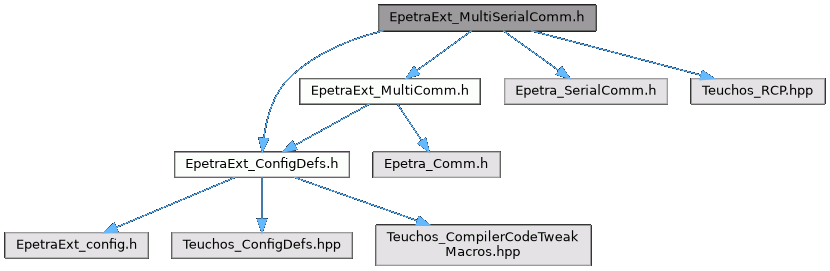 EpetraExt_MultiSerialComm.h
EpetraExt_MultiComm.h
Epetra_SerialComm.h
Teuchos_RCP.hpp
EpetraExt_ConfigDefs.h
Epetra_Comm.h
EpetraExt_config.h
Teuchos_ConfigDefs.hpp
Teuchos_CompilerCodeTweak
Macros.hpp